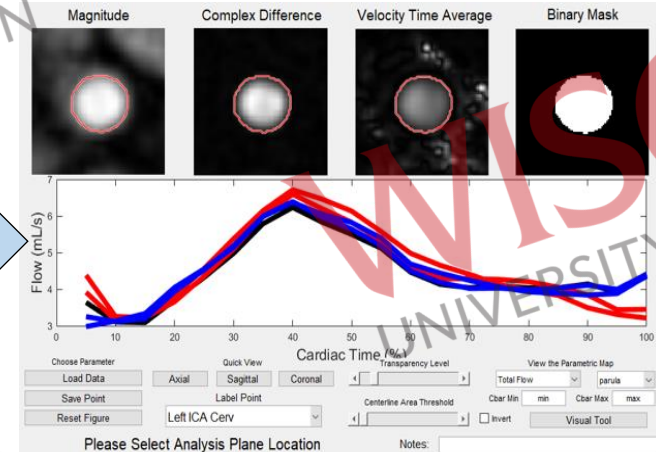 Magnitude Complex Difference Velocity Time Average Binary Mask
Flow (mL/s)
7
6
5
4
3
0 10 20 30 40 50 60 70 80 90 100
Cardiac Time (%)
Choose Parameter Quick View Transparency Level View the Parametric Map
Load Data Axial Sagittal Coronal Total Flow parula
Save Point Label Point Centerline Area Threshold Cbar Min min Cbar Max max
Reset Figure Left ICA Cerv Invert Visual Tool
Please Select Analysis Plane Location Notes:
WISC
UNIVERSITY
N